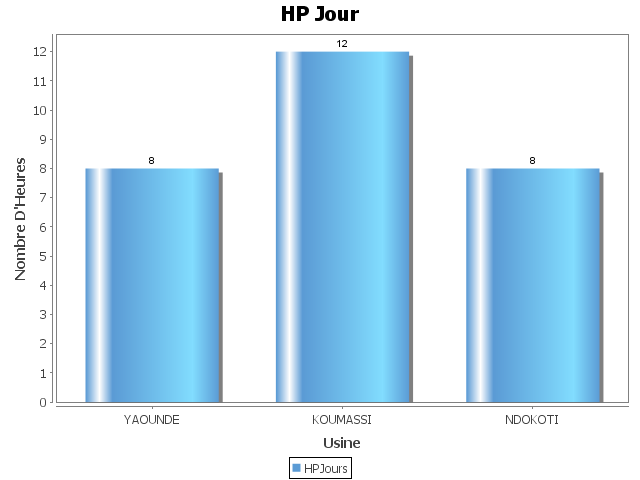 HP Jour
12
11
10
9
8
7
6
5
4
3
2
1
0
Nombre D'Heures
8
12
8
YAOUNDE
KOUMASSI
NDOKOTI
Usine
HPJours